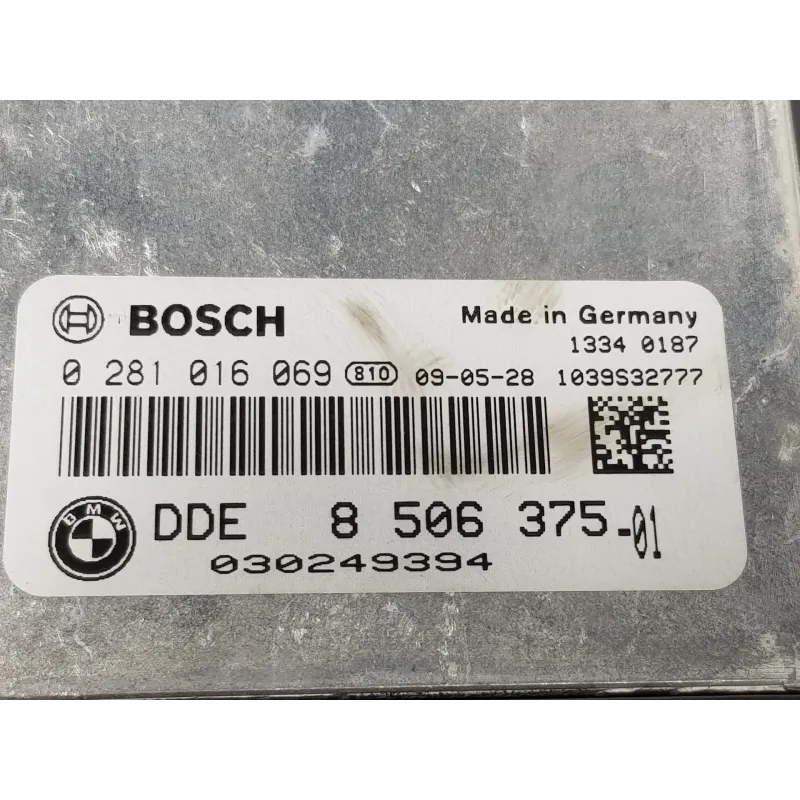 BOSCH Made in Germany
1334 0187
0 281 016 069 810 09-05-28 1039S32777
BMW DDE 8 506 375-01
030249394